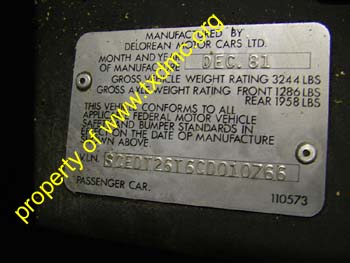 MANUFACTURED BY
DELOREAN MOTOR CARS LTD.
MONTH AND YEAR
OF MANUFACTURE DEC. 81
GROSS VEHICLE WEIGHT RATING 3244 LBS
GROSS AXLE WEIGHT RATING FRONT 1286 LBS
REAR 1958 LBS
THIS VEHICLE CONFORMS TO ALL
APPLICABLE FEDERAL MOTOR VEHICLE
SAFETY AND BUMPER STANDARDS IN
EFFECT ON THE DATE OF MANUFACTURE
SHOWN ABOVE.
V.I.N. SCEDT26T6CD010766
PASSENGER CAR.
110573
property of www.txdmc.org